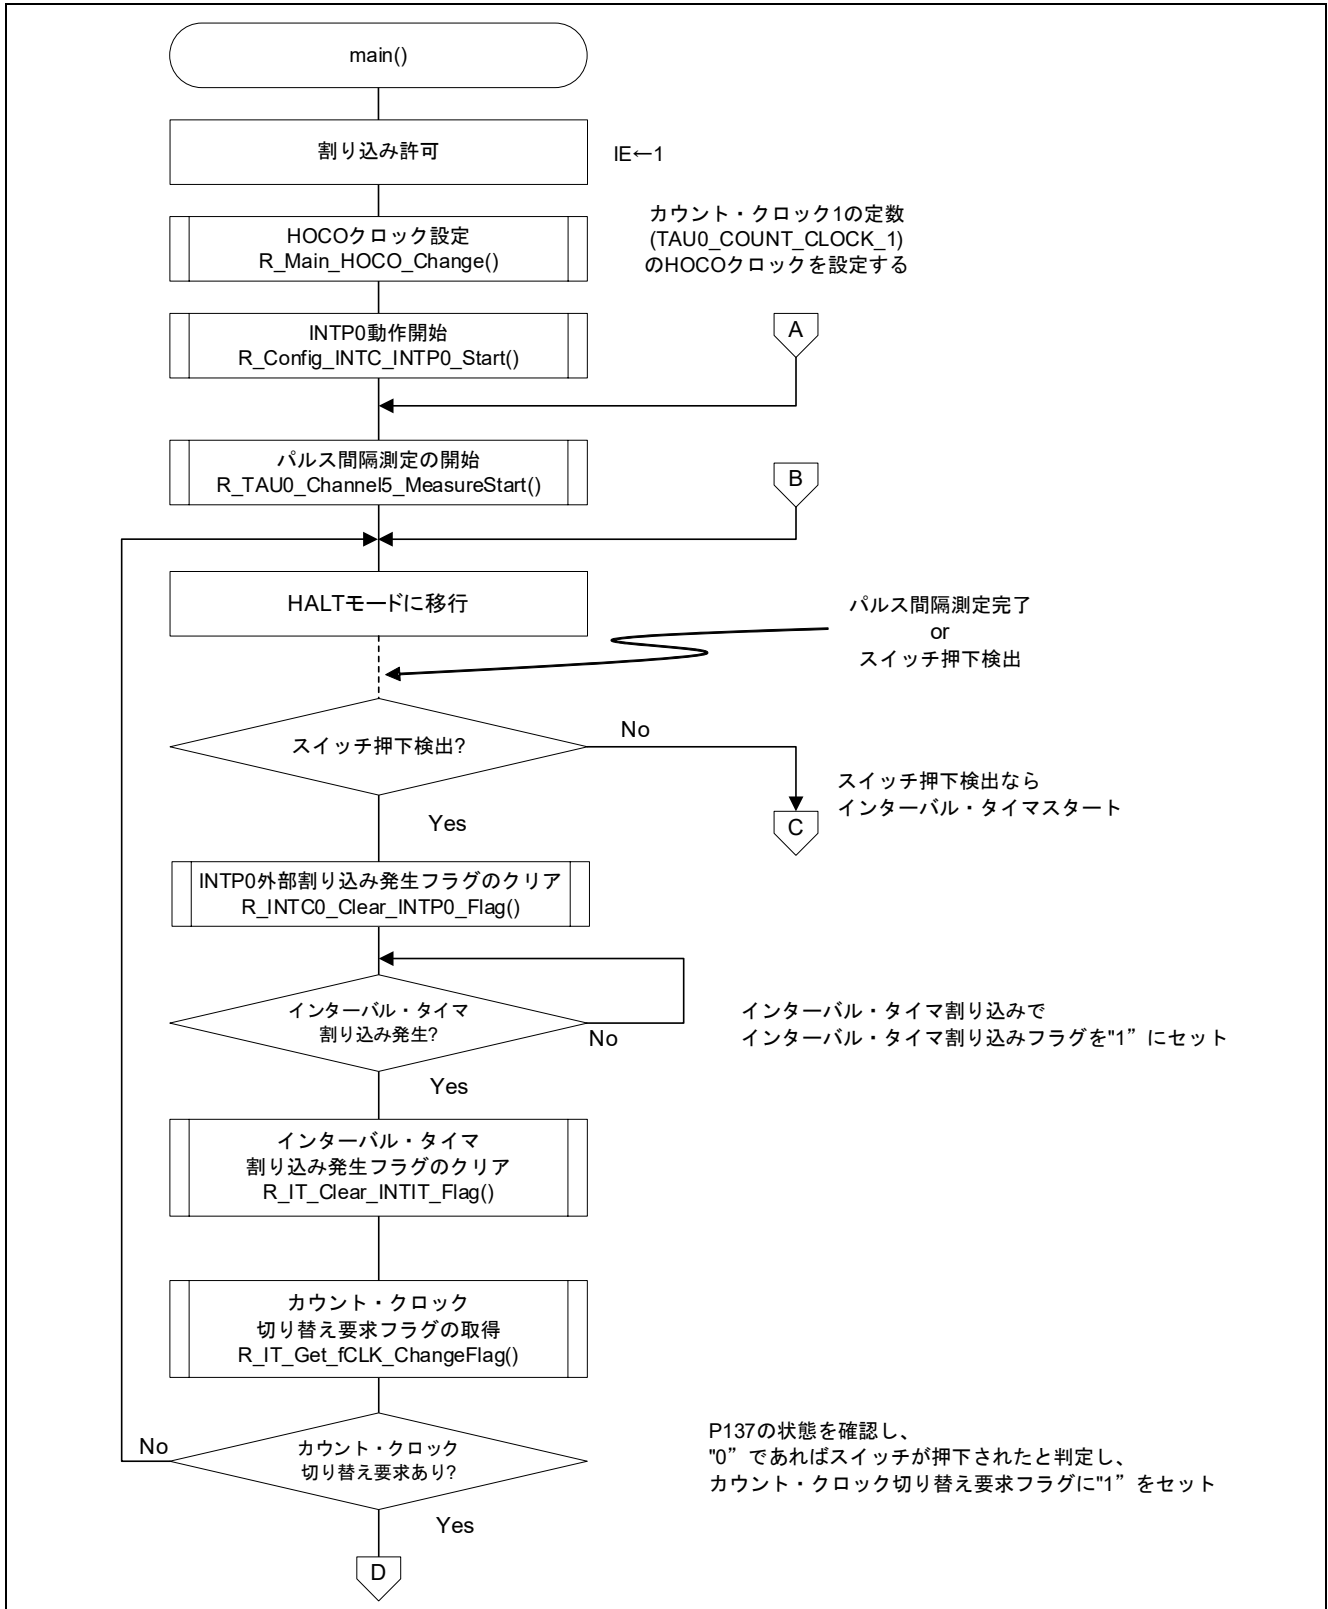 main()
割り込み許可
IE←1
HOCOクロック設定
R_Main_HOCO_Change()
カウント・クロック1の定数
(TAU0_COUNT_CLOCK_1)
のHOCOクロックを設定する
INTP0動作開始
R_Config_INTC_INTP0_Start()
A
パルス間隔測定の開始
R_TAU0_Channel5_MeasureStart()
B
HALTモードに移行
パルス間隔測定完了
or
スイッチ押下検出
スイッチ押下検出?
No
Yes
スイッチ押下検出なら
インターバル・タイマスタート
C
INTP0外部割り込み発生フラグのクリア
R_INTC0_Clear_INTP0_Flag()
インターバル・タイマ
割り込み発生?
No
Yes
インターバル・タイマ割り込みで
インターバル・タイマ割り込みフラグを"1”にセット
インターバル・タイマ
割り込み発生フラグのクリア
R_IT_Clear_INTIT_Flag()
カウント・クロック
切り替え要求フラグの取得
R_IT_Get_fCLK_ChangeFlag()
No
カウント・クロック
切り替え要求あり?
Yes
P137の状態を確認し、
"0”であればスイッチが押下されたと判定し、
カウント・クロック切り替え要求フラグに"1”をセット
D